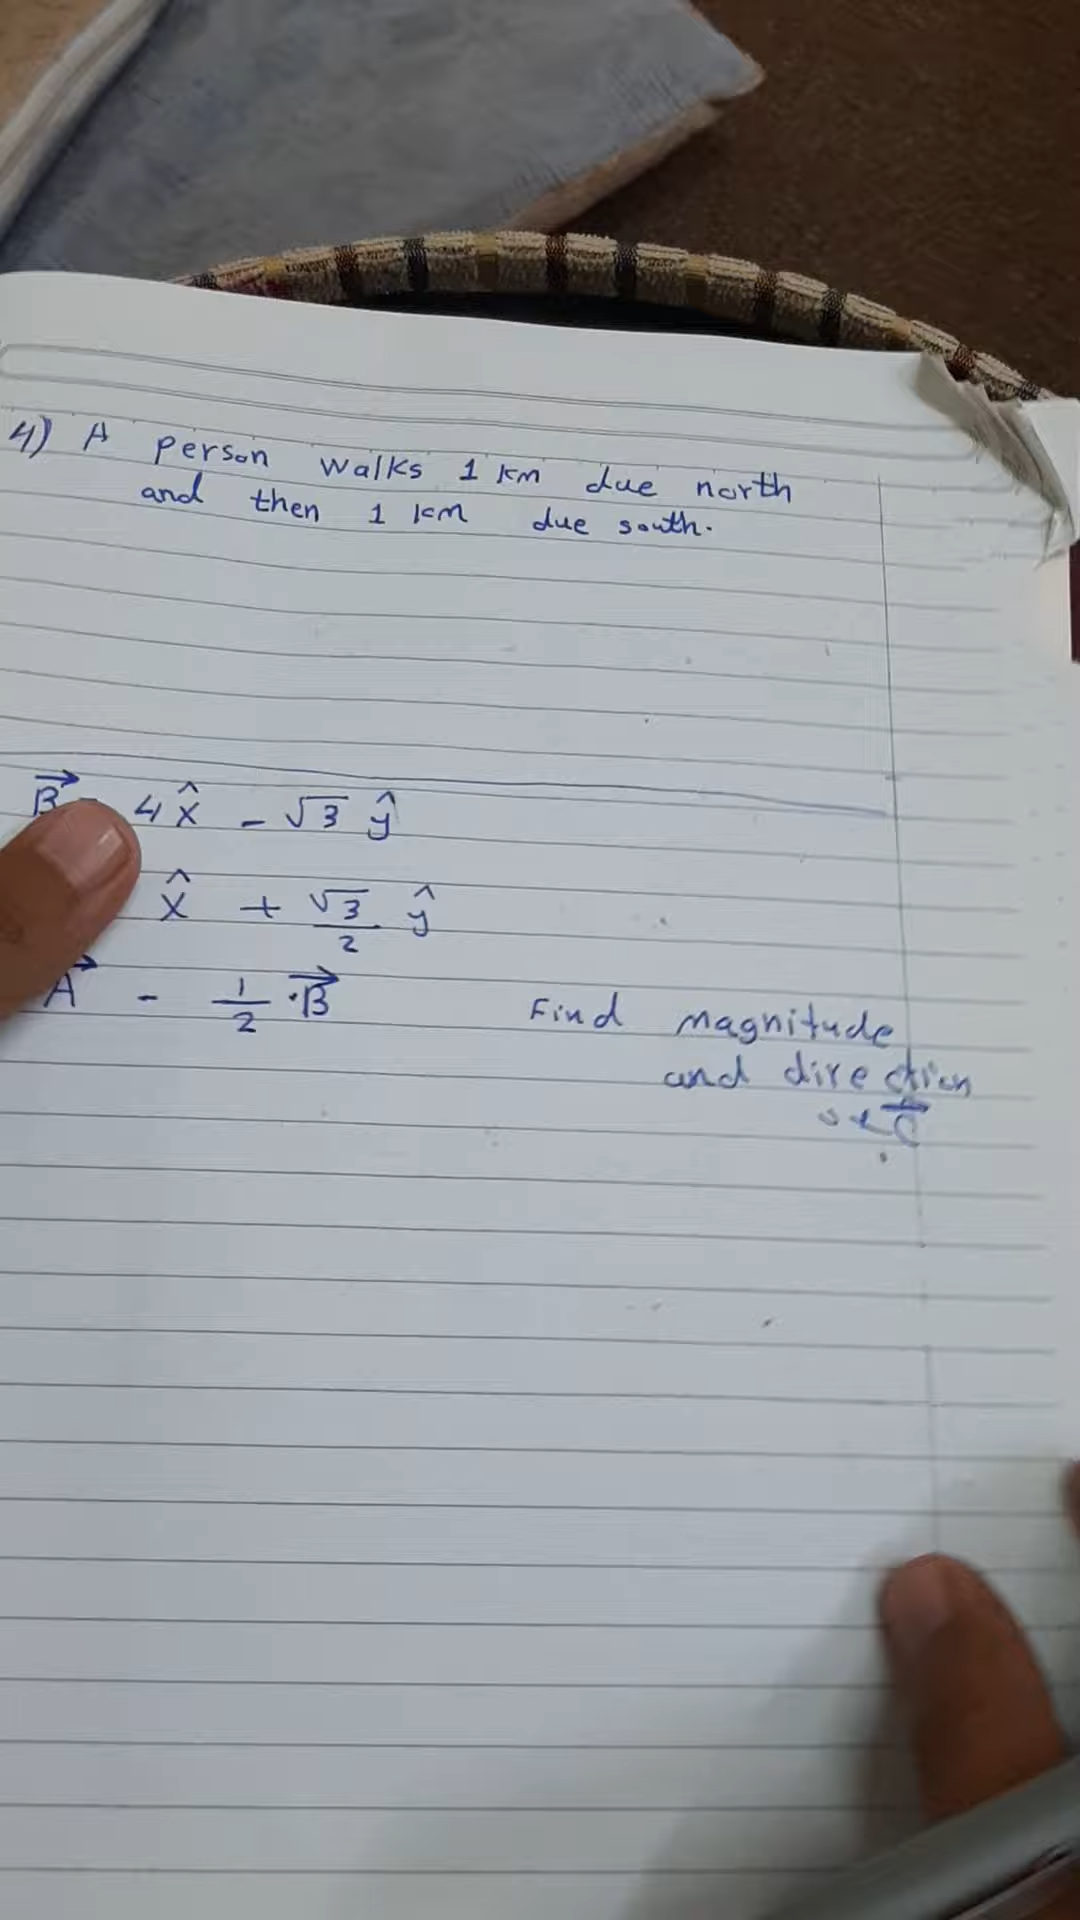 4) A person walks 1 km due north
and then 1 km due south.
B⃗ 4 x̂ - √3 ŷ
x̂ + √3/2 ŷ
A⃗ - 1/2 · B⃗
Find magnitude
and direction
of C⃗